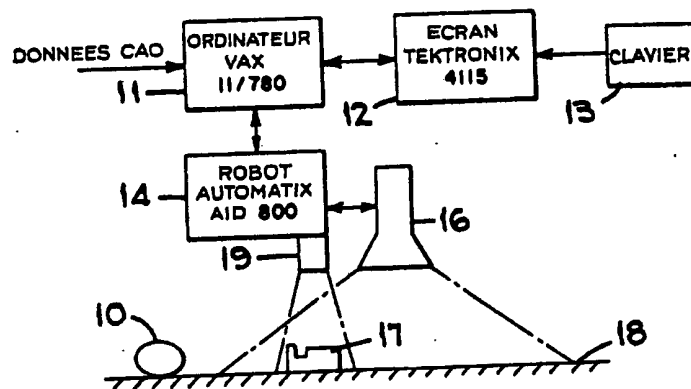 DONNEES CAO
ORDINATEUR
VAX
11/780
11
ECRAN
TEKTRONIX
4115
12
CLAVIER
13
ROBOT
AUTOMATIX
AID 800
14
16
19
10
17
18